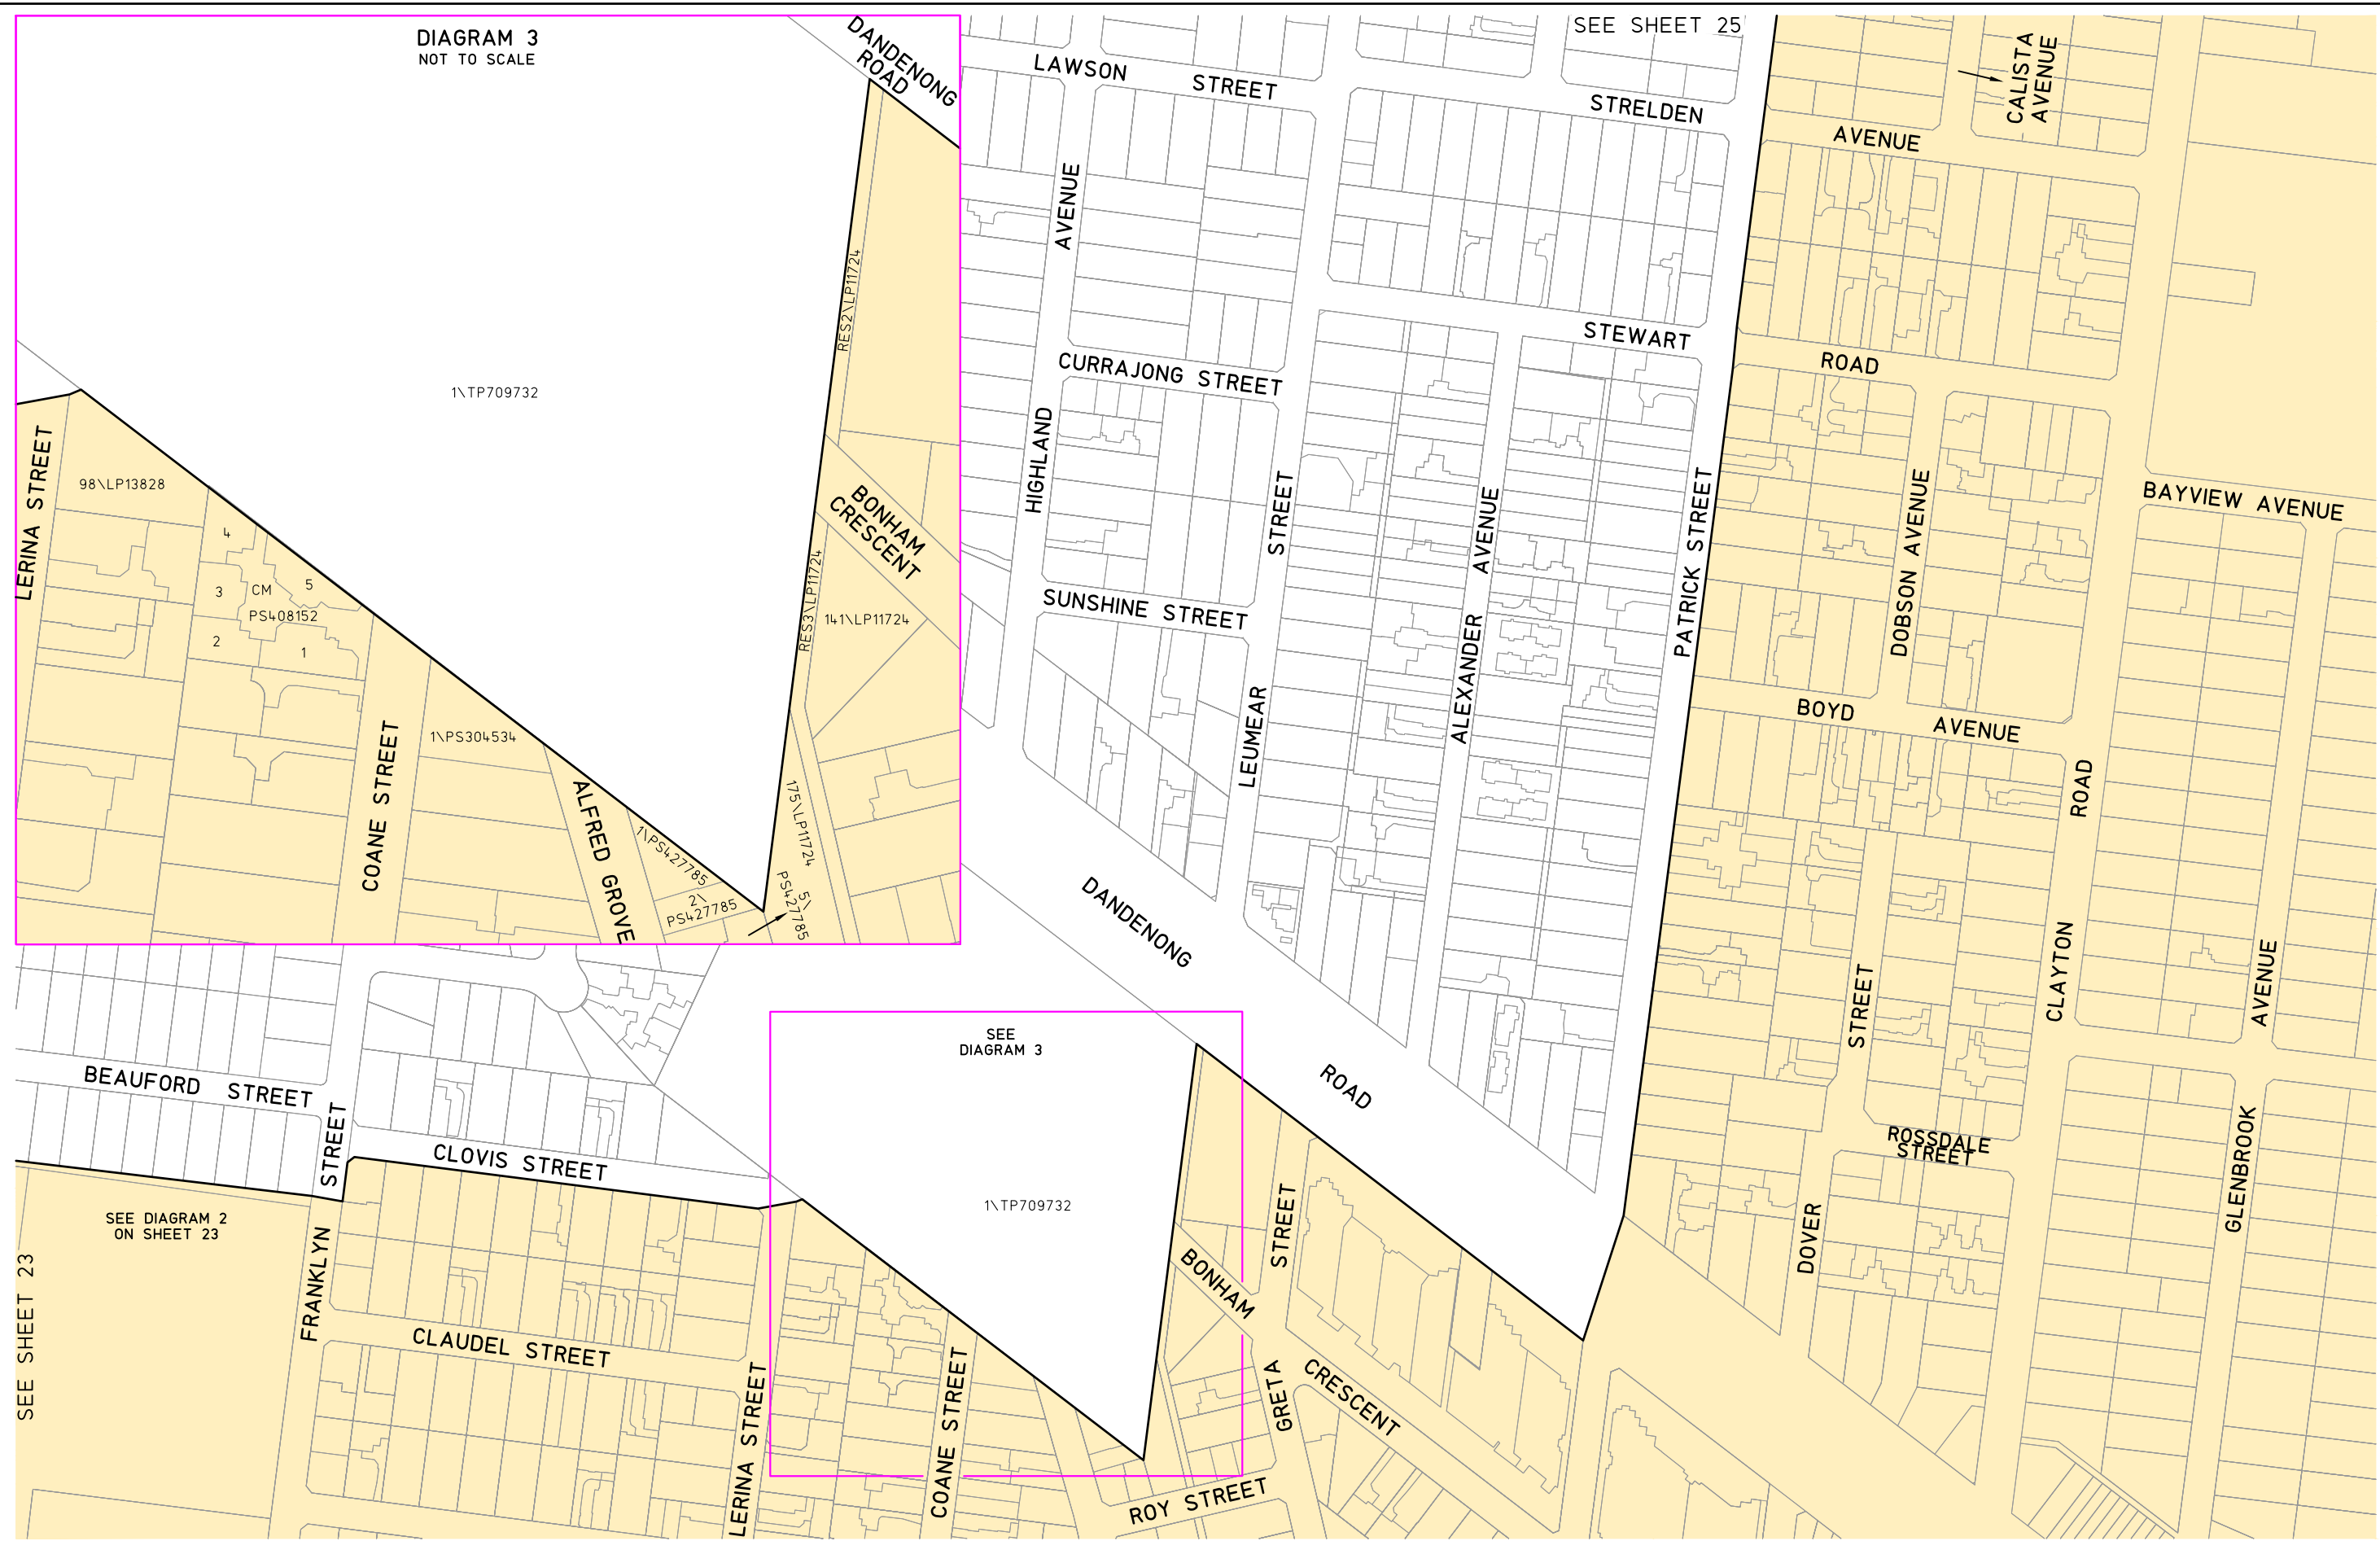 DIAGRAM 3
NOT TO SCALE
DANDENONG
ROAD
1\TP709732
RES2\LP11724
LERINA STREET
98\LP13828
4
3
CM
5
PS408152
2
1
BONHAM
CRESCENT
RES3\LP11724
141\LP11724
COANE STREET
1\PS304534
ALFRED GROVE
1\PS427785
2\
PS427785
175\LP11724
5\
PS427785
SEE SHEET 25
LAWSON STREET
STRELDEN AVENUE
CALISTA
AVENUE
HIGHLAND AVENUE
STEWART ROAD
CURRAJONG STREET
LEUMEAR STREET
ALEXANDER AVENUE
PATRICK STREET
DOBSON AVENUE
BAYVIEW AVENUE
SUNSHINE STREET
BOYD AVENUE
CLAYTON ROAD
DANDENONG ROAD
DOVER STREET
GLENBROOK AVENUE
ROSSDALE
STREET
SEE
DIAGRAM 3
1\TP709732
BEAUFORD STREET
FRANKLYN STREET
CLOVIS STREET
SEE DIAGRAM 2
ON SHEET 23
SEE SHEET 23
CLAUDEL STREET
LERINA STREET
COANE STREET
BONHAM CRESCENT
GRETA STREET
ROY STREET